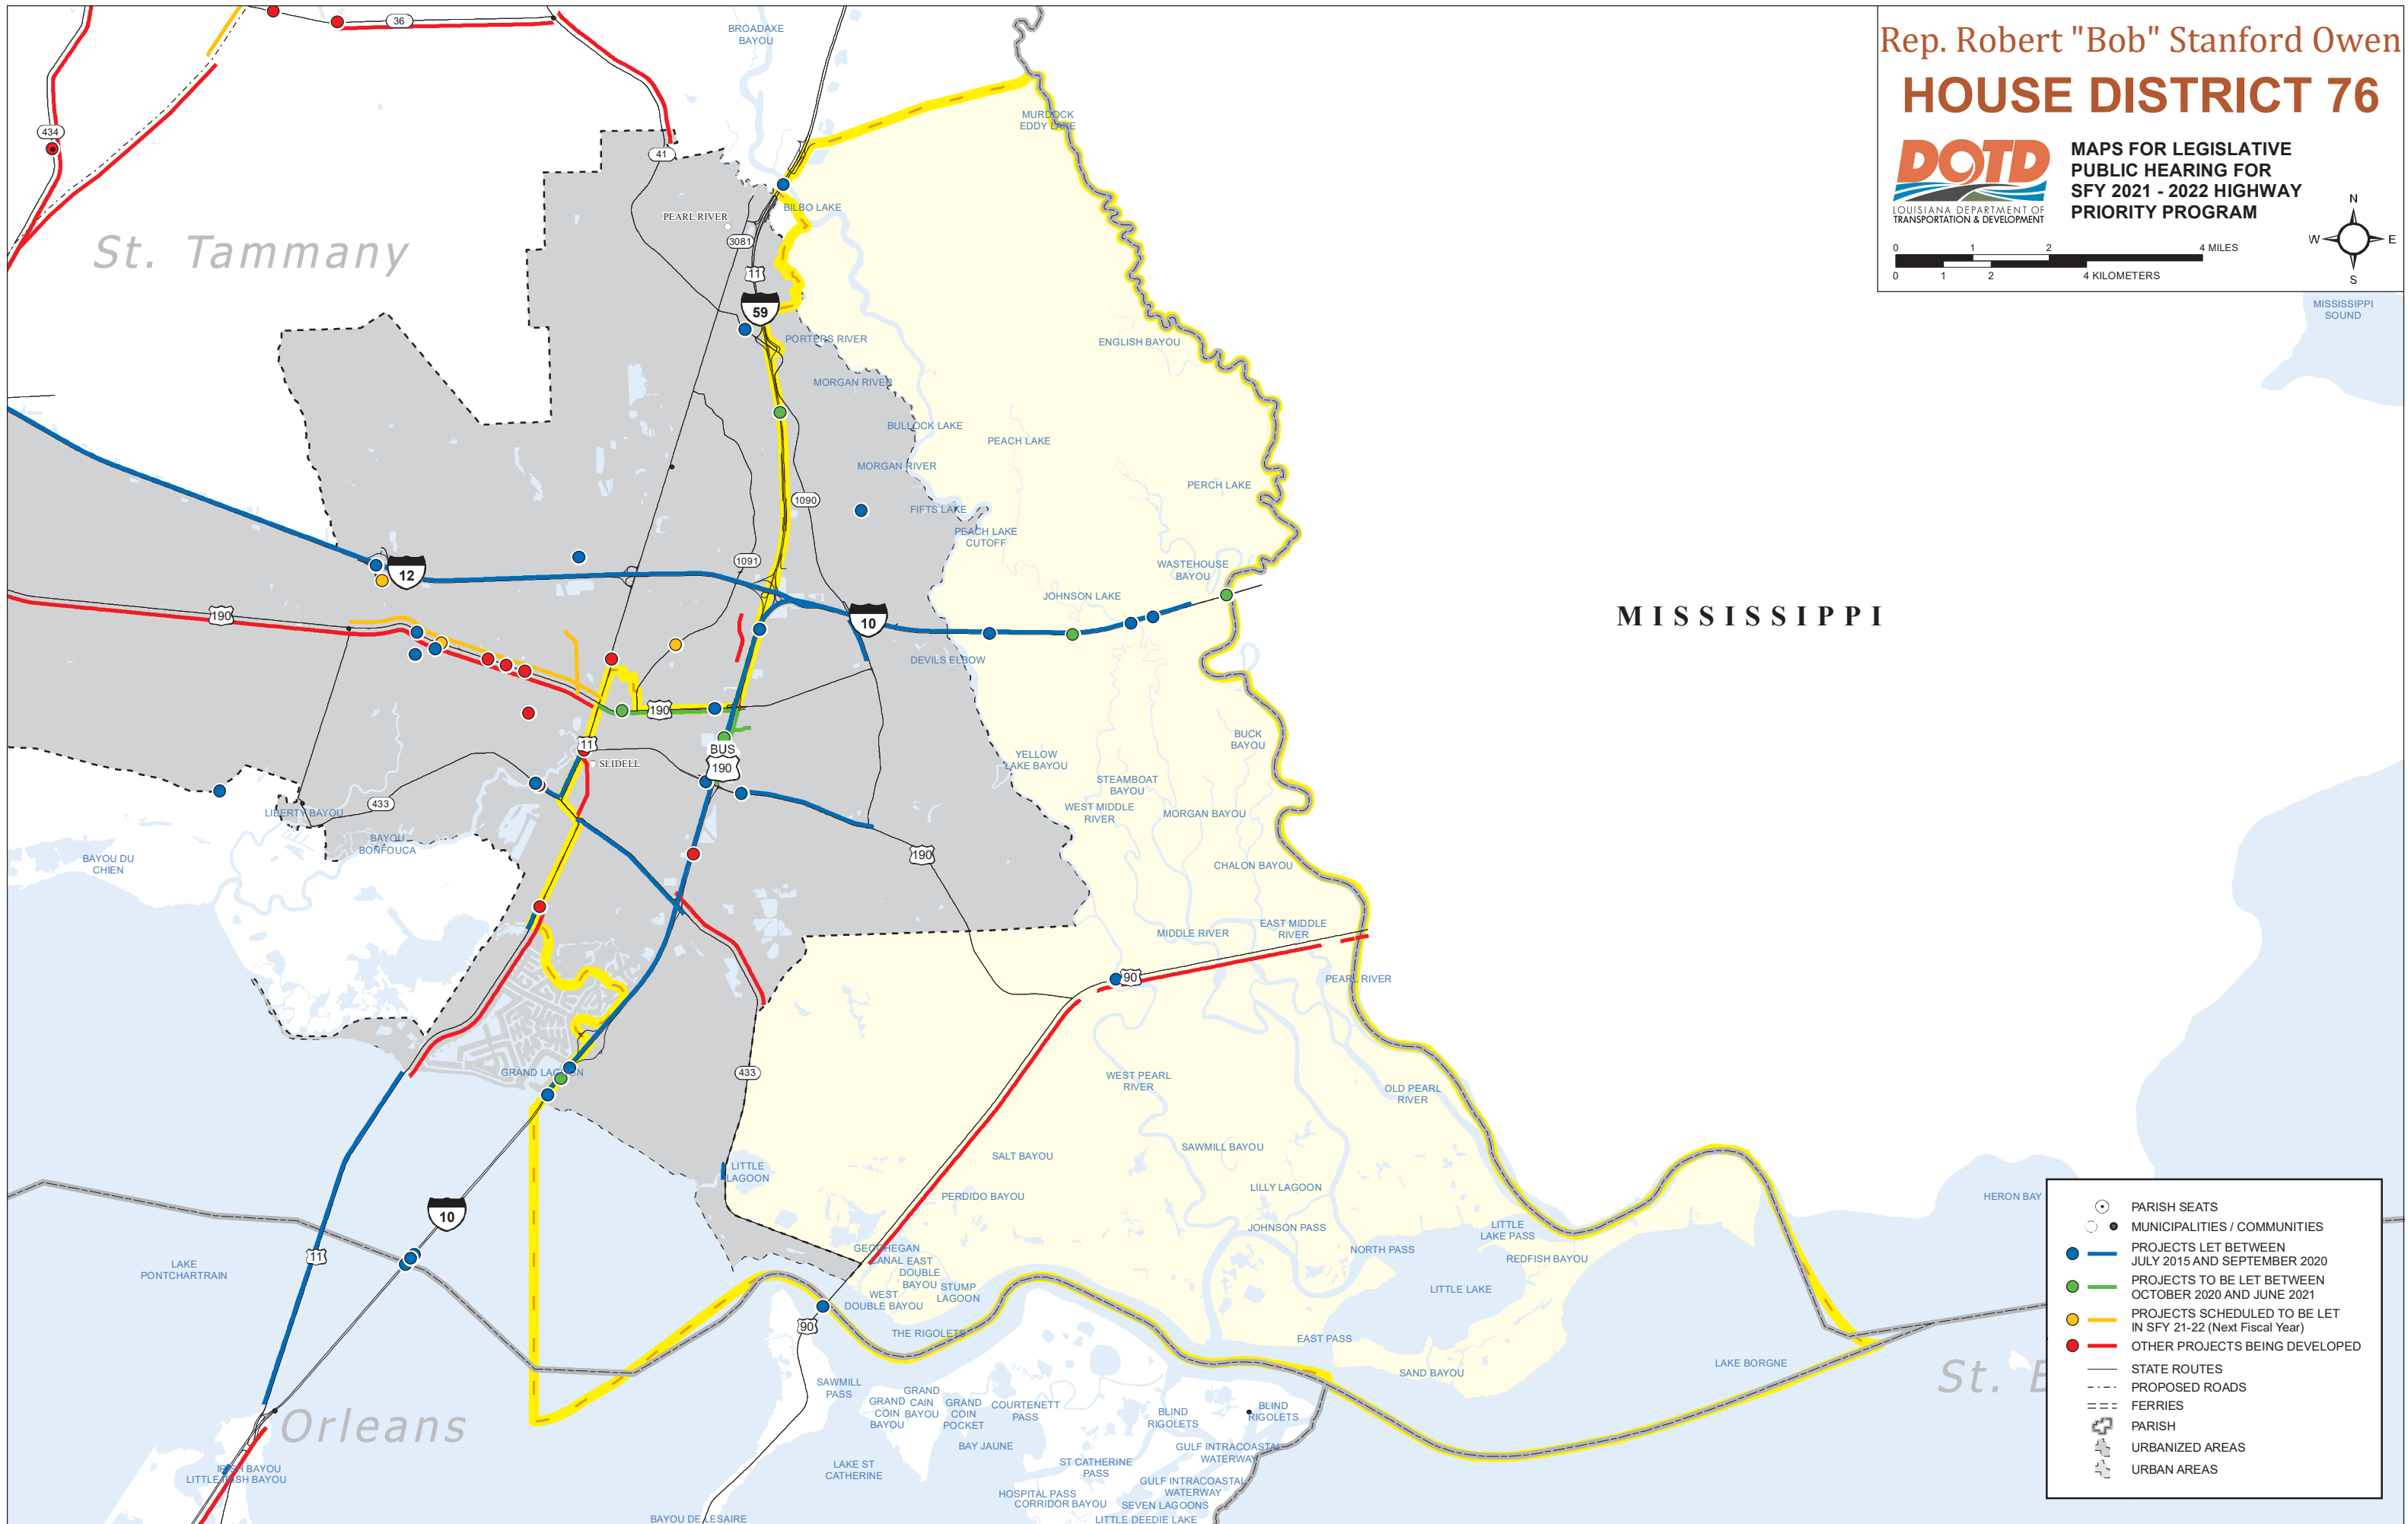 Rep. Robert "Bob" Stanford Owen
HOUSE DISTRICT 76
DOTD
LOUISIANA DEPARTMENT OF
TRANSPORTATION & DEVELOPMENT
MAPS FOR LEGISLATIVE
PUBLIC HEARING FOR
SFY 2021 - 2022 HIGHWAY
PRIORITY PROGRAM
N
W
E
S
0 1 2 4 MILES
0 1 2 4 KILOMETERS
MISSISSIPPI
SOUND
36
BROADAXE
BAYOU
434
41
MURDOCK
EDDY LAKE
St. Tammany
PEARL RIVER
BILBO LAKE
3081
11
59
PORTERS RIVER
ENGLISH BAYOU
MORGAN RIVER
BULLOCK LAKE
PEACH LAKE
MORGAN RIVER
PERCH LAKE
1090
FIFTS LAKE
PEACH LAKE
CUTOFF
1091
12
WASTEHOUSE
BAYOU
JOHNSON LAKE
190
10
MISSISSIPPI
DEVILS ELBOW
190
11
SLIDELL
BUS
190
BUCK
BAYOU
YELLOW
LAKE BAYOU
STEAMBOAT
BAYOU
WEST MIDDLE
RIVER
MORGAN BAYOU
433
LIBERTY BAYOU
BAYOU
BONFOUCA
BAYOU DU
CHIEN
190
CHALON BAYOU
EAST MIDDLE
RIVER
MIDDLE RIVER
90
PEARL RIVER
GRAND LAGOON
433
WEST PEARL
RIVER
OLD PEARL
RIVER
SALT BAYOU
SAWMILL BAYOU
LITTLE
LAGOON
PERDIDO BAYOU
LILLY LAGOON
JOHNSON PASS
LITTLE
LAKE PASS
HERON BAY
10
11
NORTH PASS
REDFISH BAYOU
LAKE
PONTCHARTRAIN
GEOGHEGAN
CANAL
EAST
DOUBLE
BAYOU
STUMP
LAGOON
WEST
DOUBLE BAYOU
LITTLE LAKE
90
THE RIGOLETS
EAST PASS
SAND BAYOU
LAKE BORGNE
St. B
Orleans
SAWMILL
PASS
GRAND
COIN
BAYOU
GRAND
CAIN
BAYOU
GRAND
COIN
POCKET
COURTENETT
PASS
BLIND
RIGOLETS
BLIND
RIGOLETS
BAY JAUNE
GULF INTRACOASTAL
WATERWAY
LAKE ST
CATHERINE
ST CATHERINE
PASS
GULF INTRACOASTAL
WATERWAY
IRISH BAYOU
LITTLE IRISH BAYOU
HOSPITAL PASS
CORRIDOR BAYOU
SEVEN LAGOONS
BAYOU DE LESAIRE
LITTLE DEEDIE LAKE
PARISH SEATS
MUNICIPALITIES / COMMUNITIES
PROJECTS LET BETWEEN
JULY 2015 AND SEPTEMBER 2020
PROJECTS TO BE LET BETWEEN
OCTOBER 2020 AND JUNE 2021
PROJECTS SCHEDULED TO BE LET
IN SFY 21-22 (Next Fiscal Year)
OTHER PROJECTS BEING DEVELOPED
STATE ROUTES
PROPOSED ROADS
FERRIES
PARISH
URBANIZED AREAS
URBAN AREAS